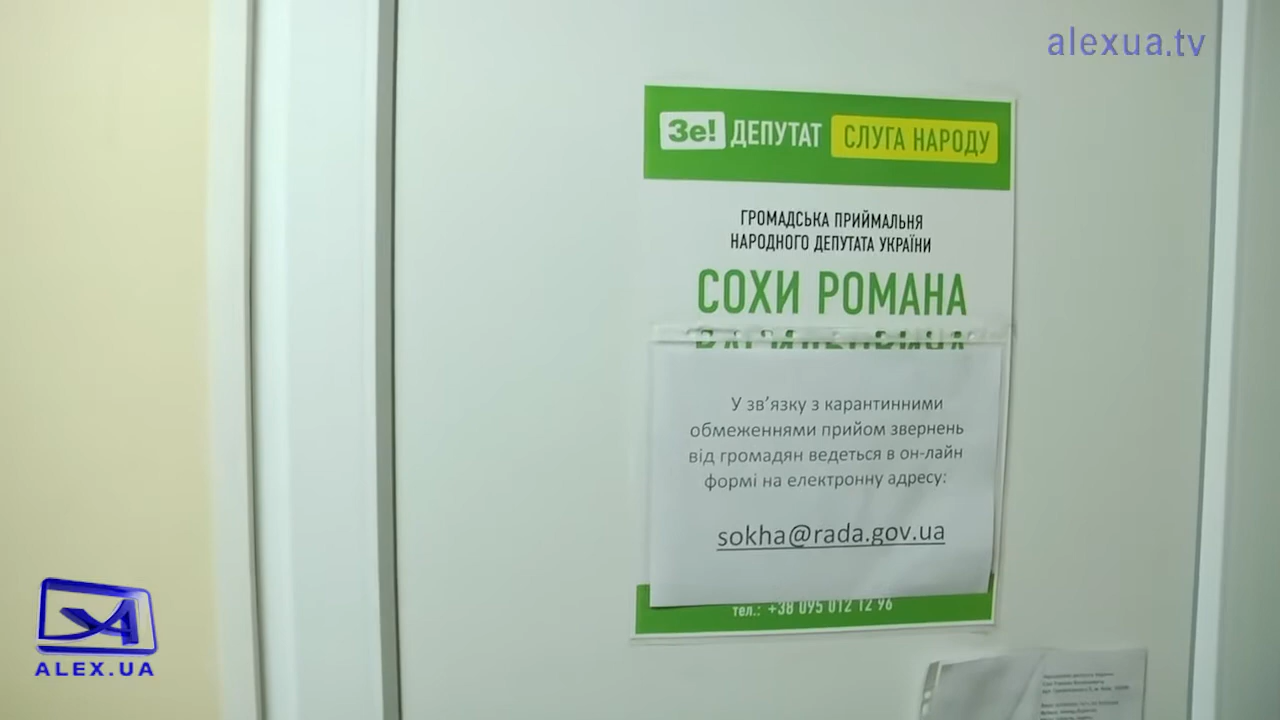 alexua.tv
Зе! ДЕПУТАТ СЛУГА НАРОДУ
ГРОМАДСЬКА ПРИЙМАЛЬНЯ
НАРОДНОГО ДЕПУТАТА УКРАЇНИ
СОХИ РОМАНА
У зв’язку з карантинними
обмеженнями прийом звернень
від громадян ведеться в он-лайн
формі на електронну адресу:
sokha@rada.gov.ua
тел.: +38 095 012 12 96
ALEX.UA